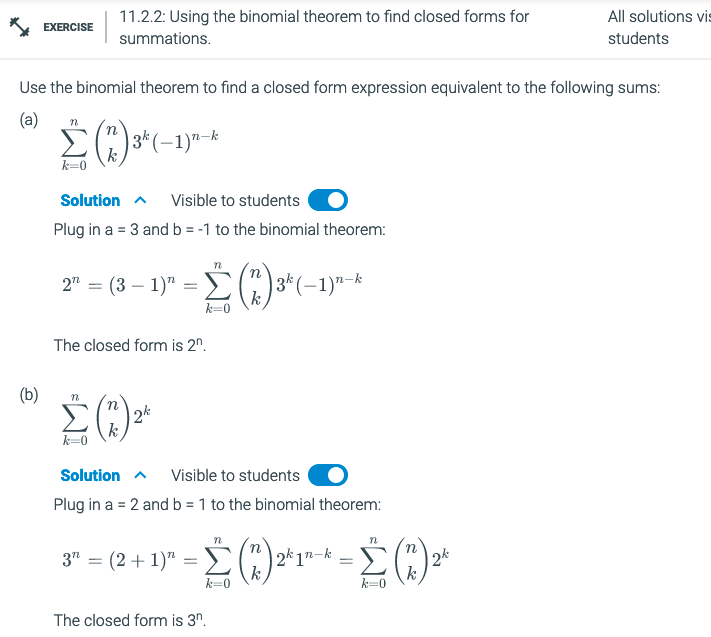 EXERCISE
11.2.2: Using the binomial theorem to find closed forms for
summations.
All solutions vis
students
Use the binomial theorem to find a closed form expression equivalent to the following sums:
(a)
$\sum_{k=0}^{n} \binom{n}{k} 3^k (-1)^{n-k}$
Solution Visible to students
Plug in a = 3 and b = -1 to the binomial theorem:
$2^n = (3 - 1)^n = \sum_{k=0}^{n} \binom{n}{k} 3^k (-1)^{n-k}$
The closed form is 2ⁿ.
(b)
$\sum_{k=0}^{n} \binom{n}{k} 2^k$
Solution Visible to students
Plug in a = 2 and b = 1 to the binomial theorem:
$3^n = (2 + 1)^n = \sum_{k=0}^{n} \binom{n}{k} 2^k 1^{n-k} = \sum_{k=0}^{n} \binom{n}{k} 2^k$
The closed form is 3ⁿ.